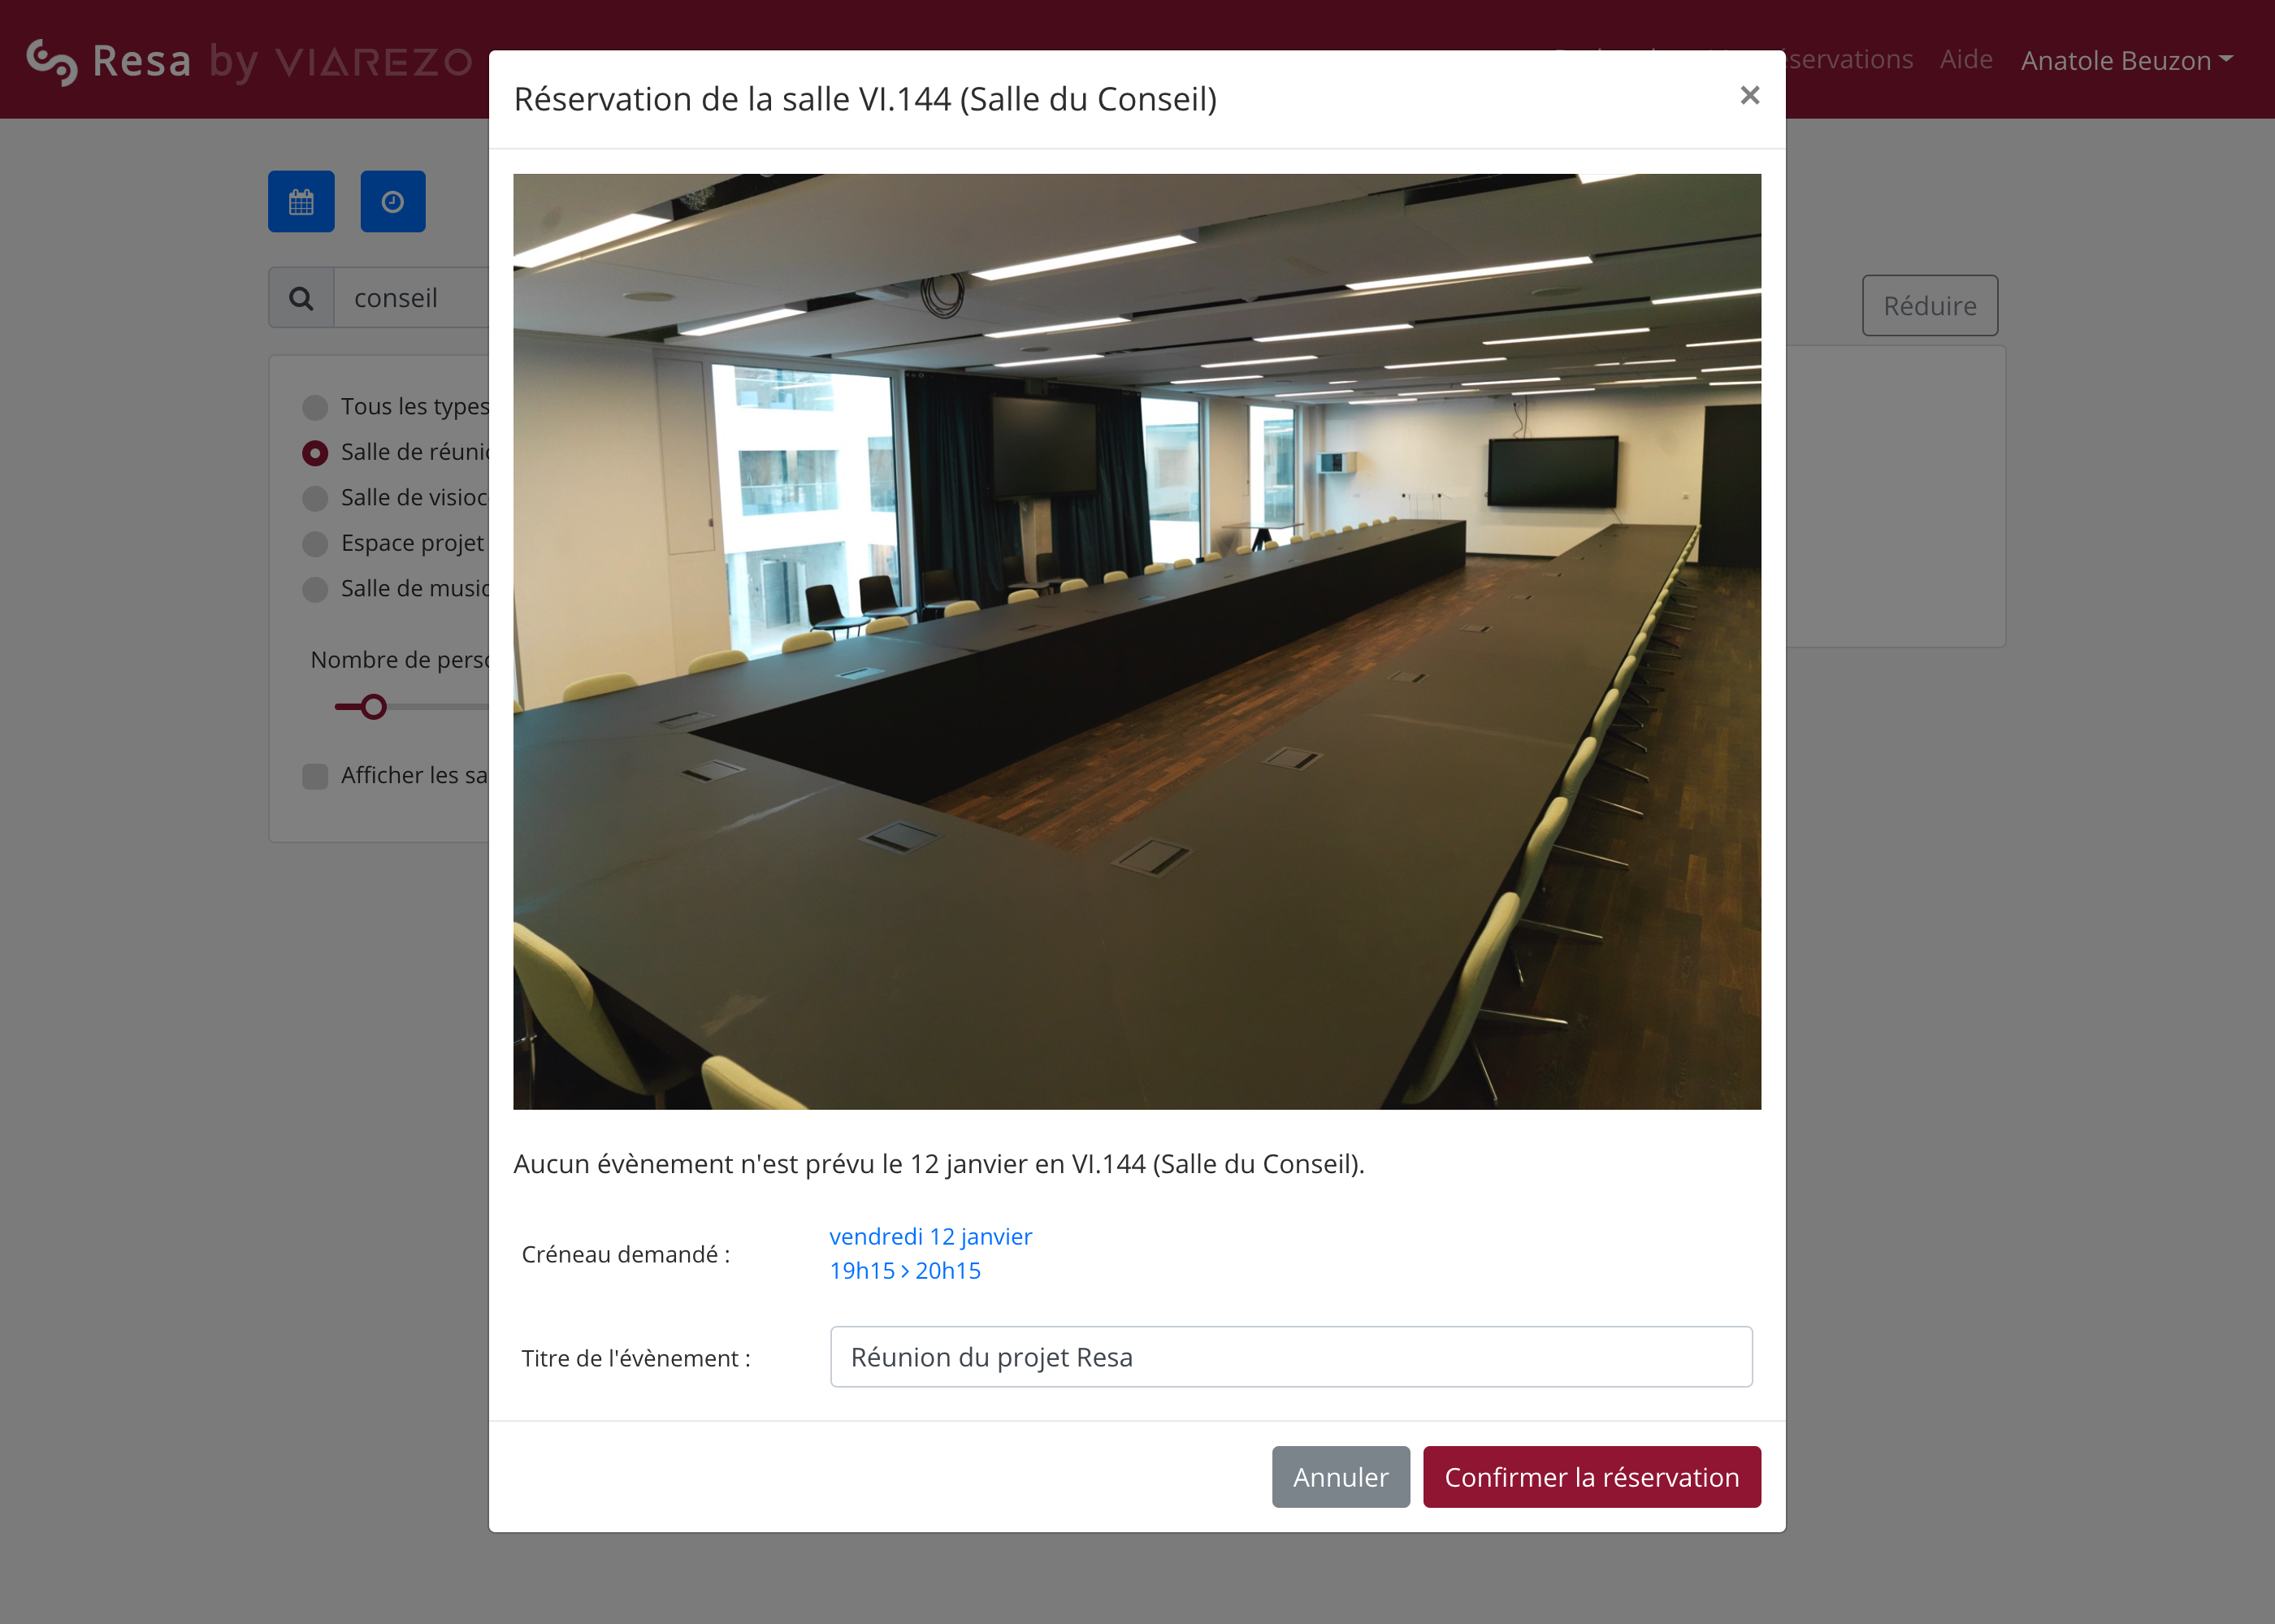 Resa by VIAREZO
éservations
Aide
Anatole Beuzon
Réservation de la salle VI.144 (Salle du Conseil)
×
conseil
Réduire
Tous les types
Salle de réunio
Salle de visioc
Espace projet
Salle de music
Nombre de perso
Afficher les sa
Aucun évènement n'est prévu le 12 janvier en VI.144 (Salle du Conseil).
Créneau demandé :
vendredi 12 janvier
19h15 > 20h15
Titre de l'évènement :
Réunion du projet Resa
Annuler
Confirmer la réservation